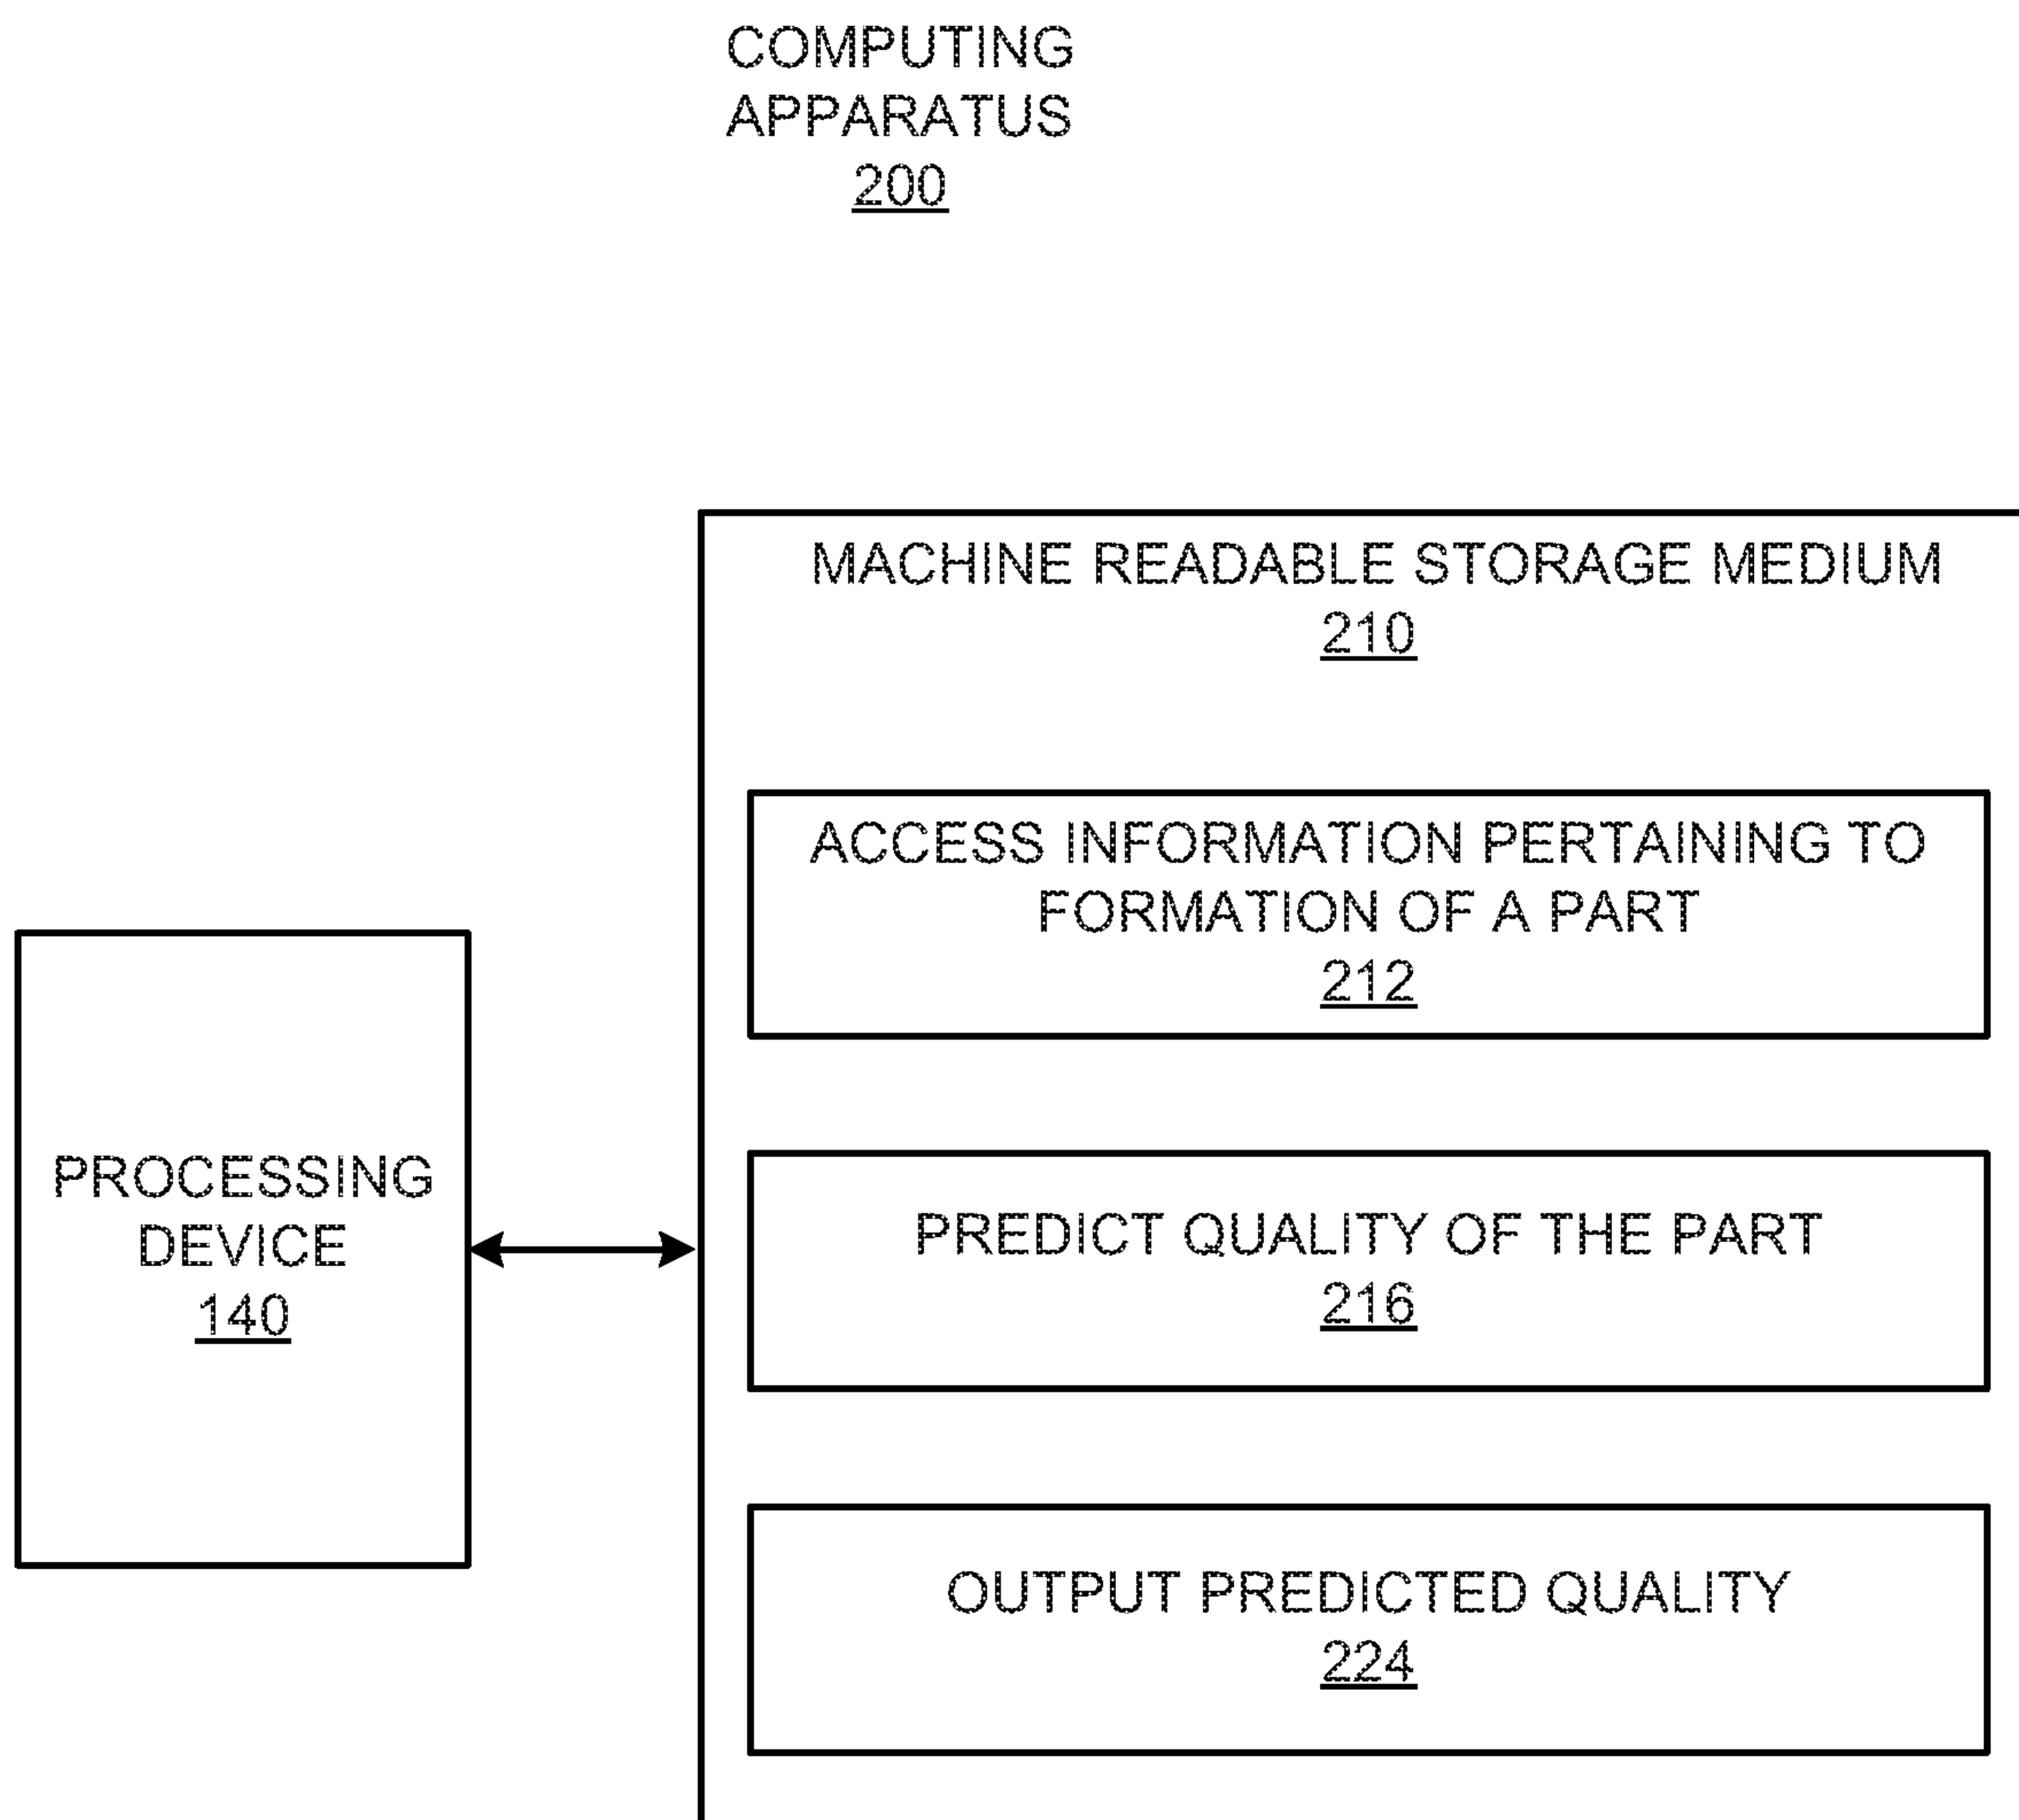 COMPUTING
APPARATUS
200
MACHINE READABLE STORAGE MEDIUM
210
ACCESS INFORMATION PERTAINING TO
FORMATION OF A PART
212
PROCESSING
DEVICE
140
PREDICT QUALITY OF THE PART
216
OUTPUT PREDICTED QUALITY
224